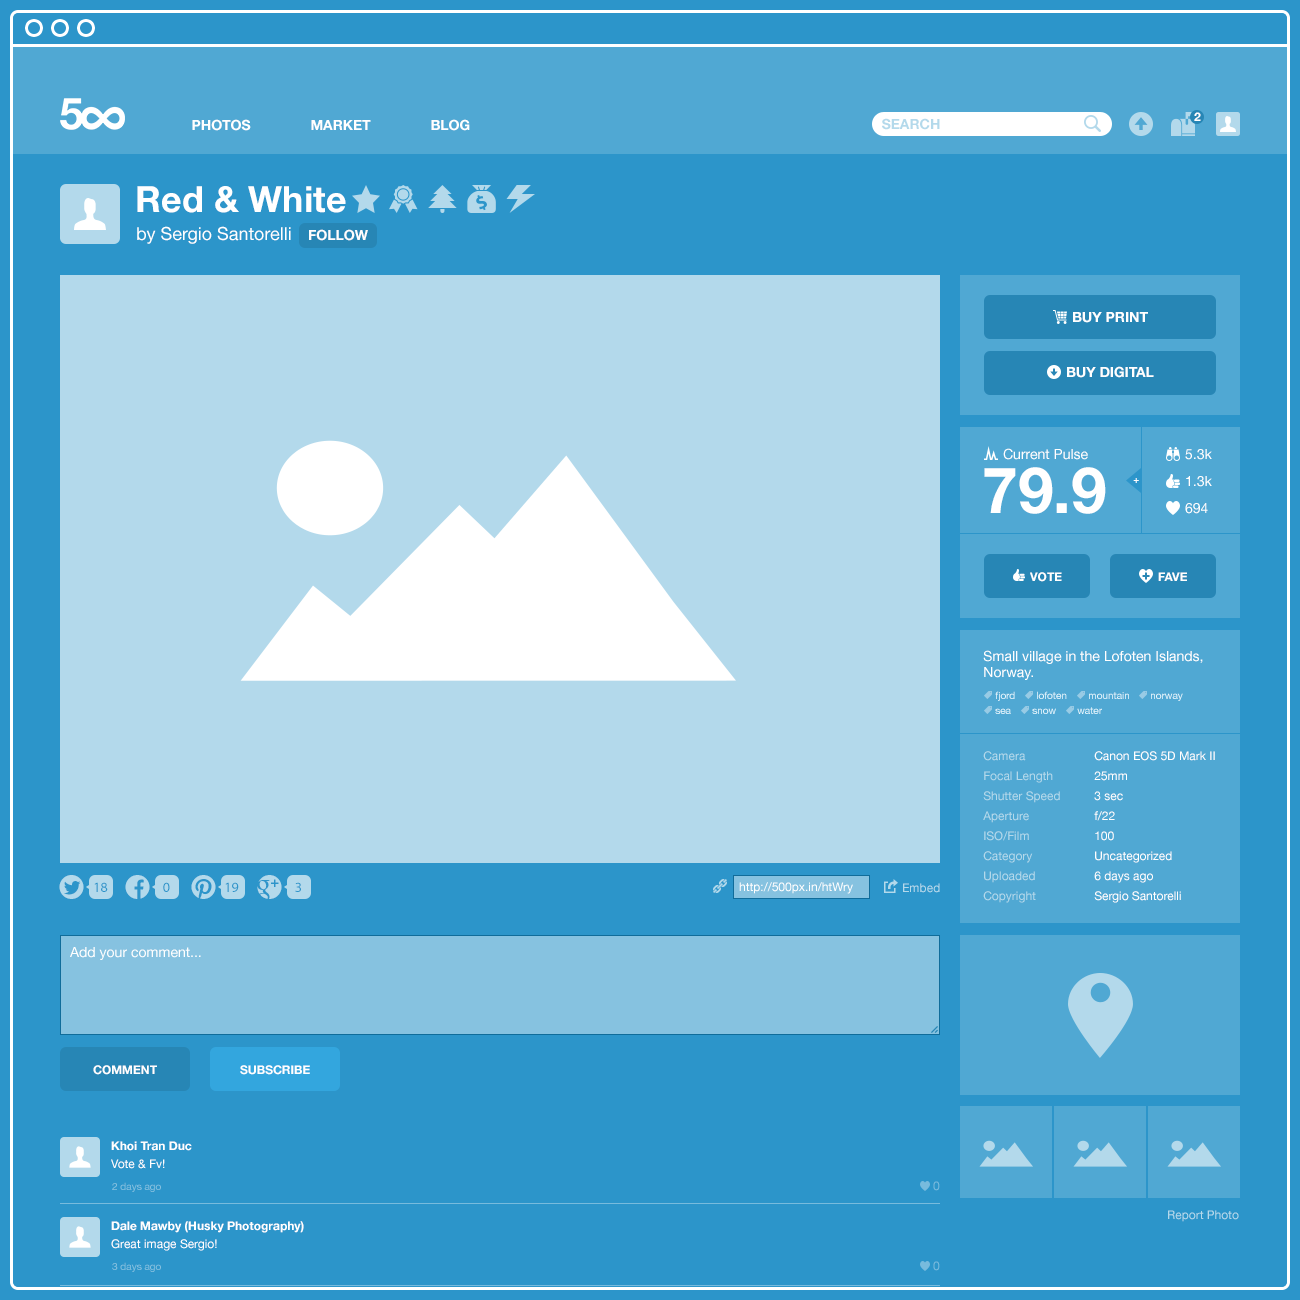 500
PHOTOS
MARKET
BLOG
SEARCH
2
Red & White
by Sergio Santorelli
FOLLOW
BUY PRINT
BUY DIGITAL
Current Pulse
79.9
+
5.3k
1.3k
694
VOTE
FAVE
Small village in the Lofoten Islands,
Norway.
fjord lofoten mountain norway
sea snow water
Camera Canon EOS 5D Mark II
Focal Length 25mm
Shutter Speed 3 sec
Aperture f/22
ISO/Film 100
Category Uncategorized
Uploaded 6 days ago
Copyright Sergio Santorelli
18 0 19 3
http://500px.in/htWry
Embed
Add your comment...
COMMENT
SUBSCRIBE
Khoi Tran Duc
Vote & Fv!
2 days ago
0
Dale Mawby (Husky Photography)
Great image Sergio!
3 days ago
0
Report Photo